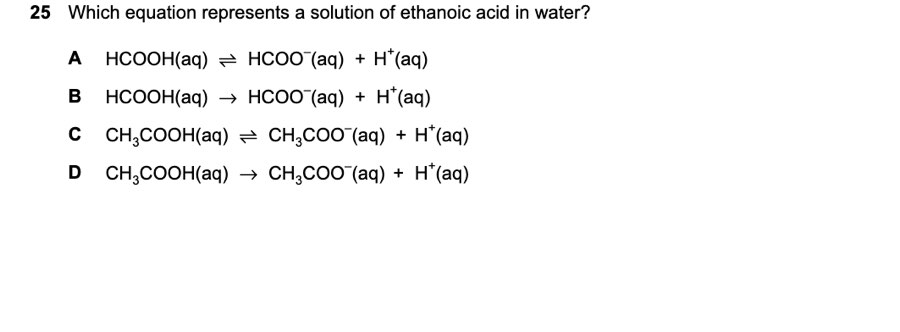 25 Which equation represents a solution of ethanoic acid in water?
A HCOOH(aq) ⇌ HCOO⁻(aq) + H⁺(aq)
B HCOOH(aq) → HCOO⁻(aq) + H⁺(aq)
C CH₃COOH(aq) ⇌ CH₃COO⁻(aq) + H⁺(aq)
D CH₃COOH(aq) → CH₃COO⁻(aq) + H⁺(aq)